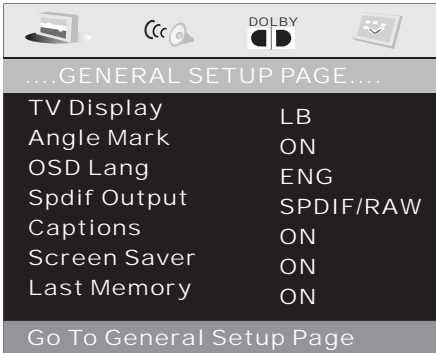 DOLBY
....GENERAL SETUP PAGE....
TV Display LB
Angle Mark ON
OSD Lang ENG
Spdif Output SPDIF/RAW
Captions ON
Screen Saver ON
Last Memory ON
Go To General Setup Page